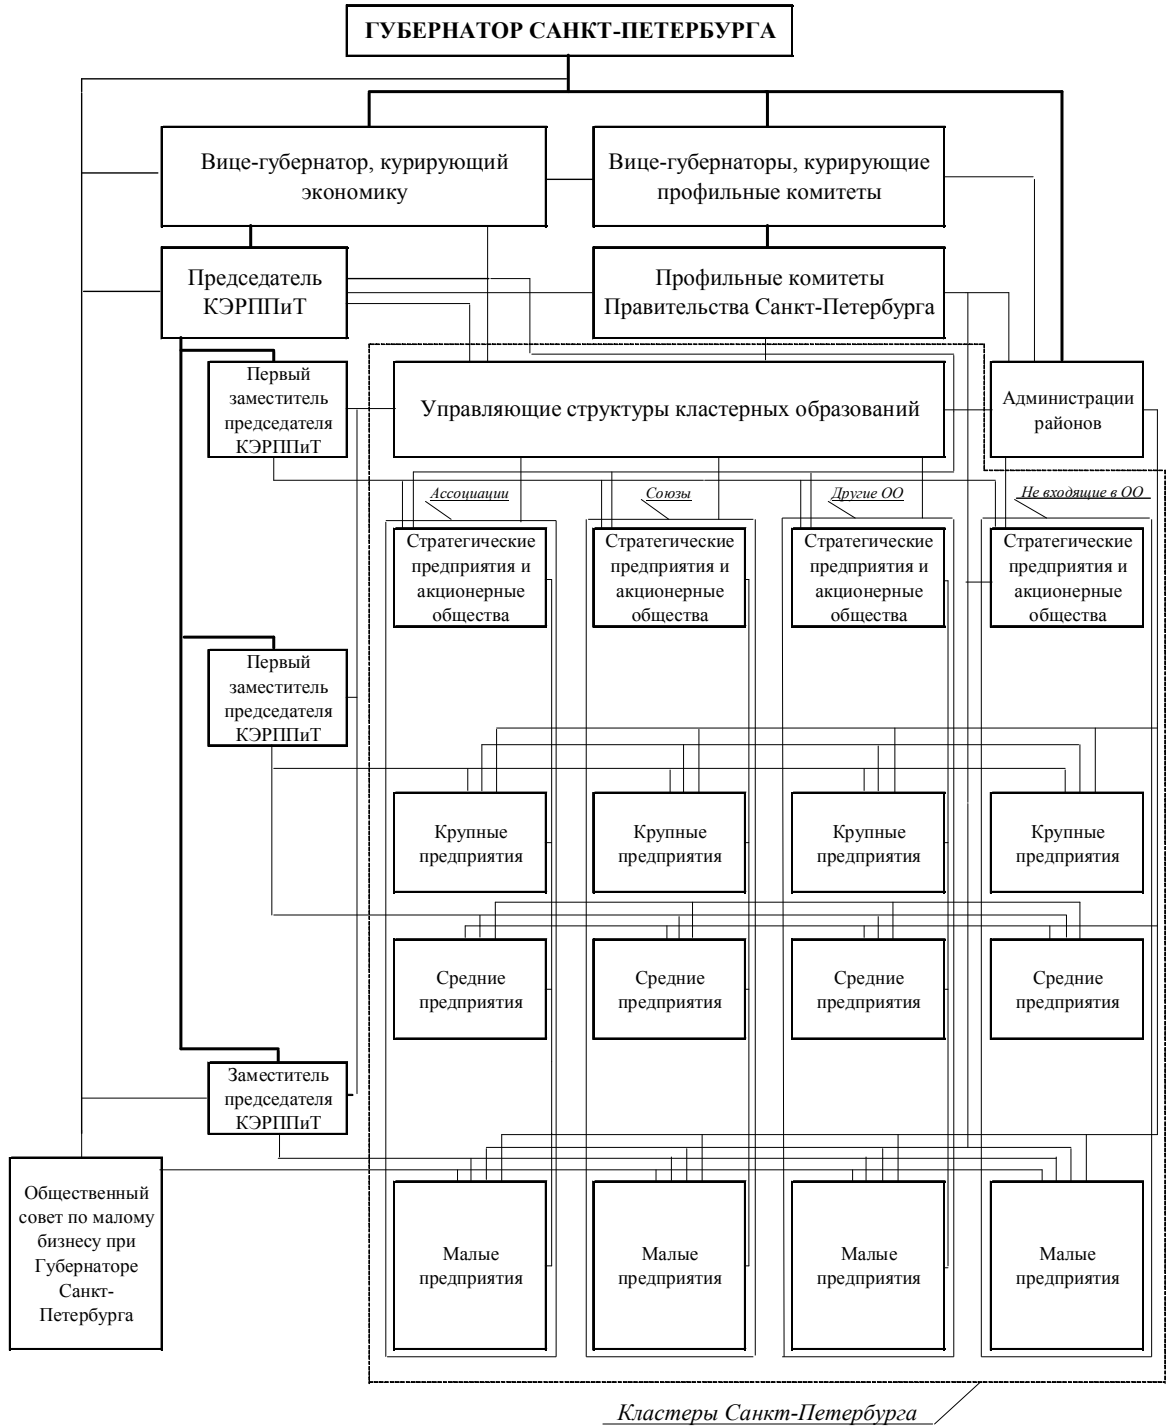 ГУБЕРНАТОР САНКТ-ПЕТЕРБУРГА
Вице-губернатор, курирующий
экономику
Вице-губернаторы, курирующие
профильные комитеты
Председатель
КЭРППиТ
Профильные комитеты
Правительства Санкт-Петербурга
Первый
заместитель
председателя
КЭРППиТ
Управляющие структуры кластерных образований
Администрации
районов
Ассоциации
Союзы
Другие ОО
Не входящие в ОО
Стратегические
предприятия и
акционерные
общества
Стратегические
предприятия и
акционерные
общества
Стратегические
предприятия и
акционерные
общества
Стратегические
предприятия и
акционерные
общества
Первый
заместитель
председателя
КЭРППиТ
Крупные
предприятия
Крупные
предприятия
Крупные
предприятия
Крупные
предприятия
Средние
предприятия
Средние
предприятия
Средние
предприятия
Средние
предприятия
Заместитель
председателя
КЭРППиТ
Общественный
совет по малому
бизнесу при
Губернаторе
Санкт-
Петербурга
Малые
предприятия
Малые
предприятия
Малые
предприятия
Малые
предприятия
Кластеры Санкт-Петербурга